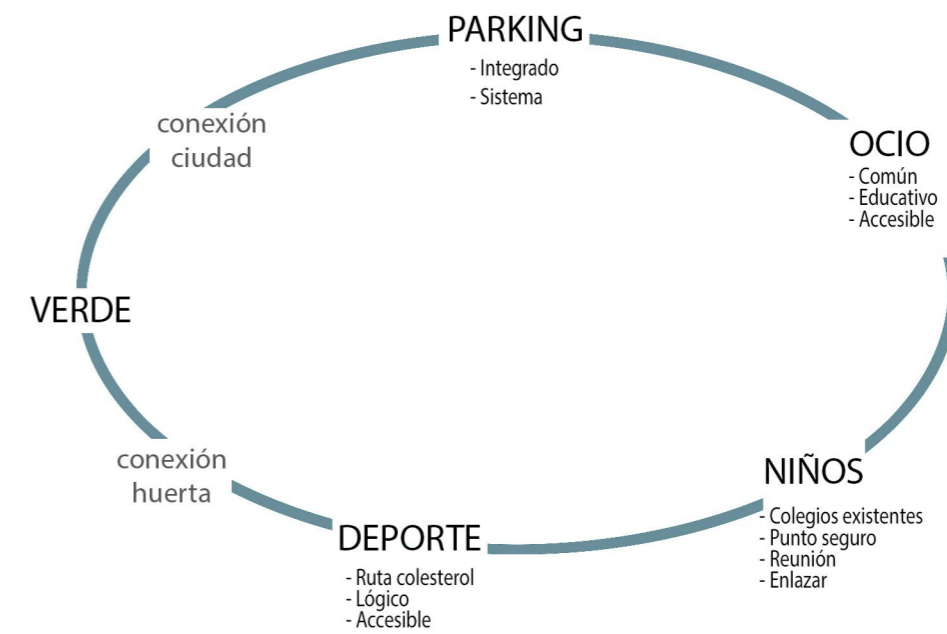 PARKING
- Integrado
- Sistema
conexión
ciudad
OCIO
- Común
- Educativo
- Accesible
VERDE
conexión
huerta
NIÑOS
- Colegios existentes
- Punto seguro
- Reunión
- Enlazar
DEPORTE
- Ruta colesterol
- Lógico
- Accesible